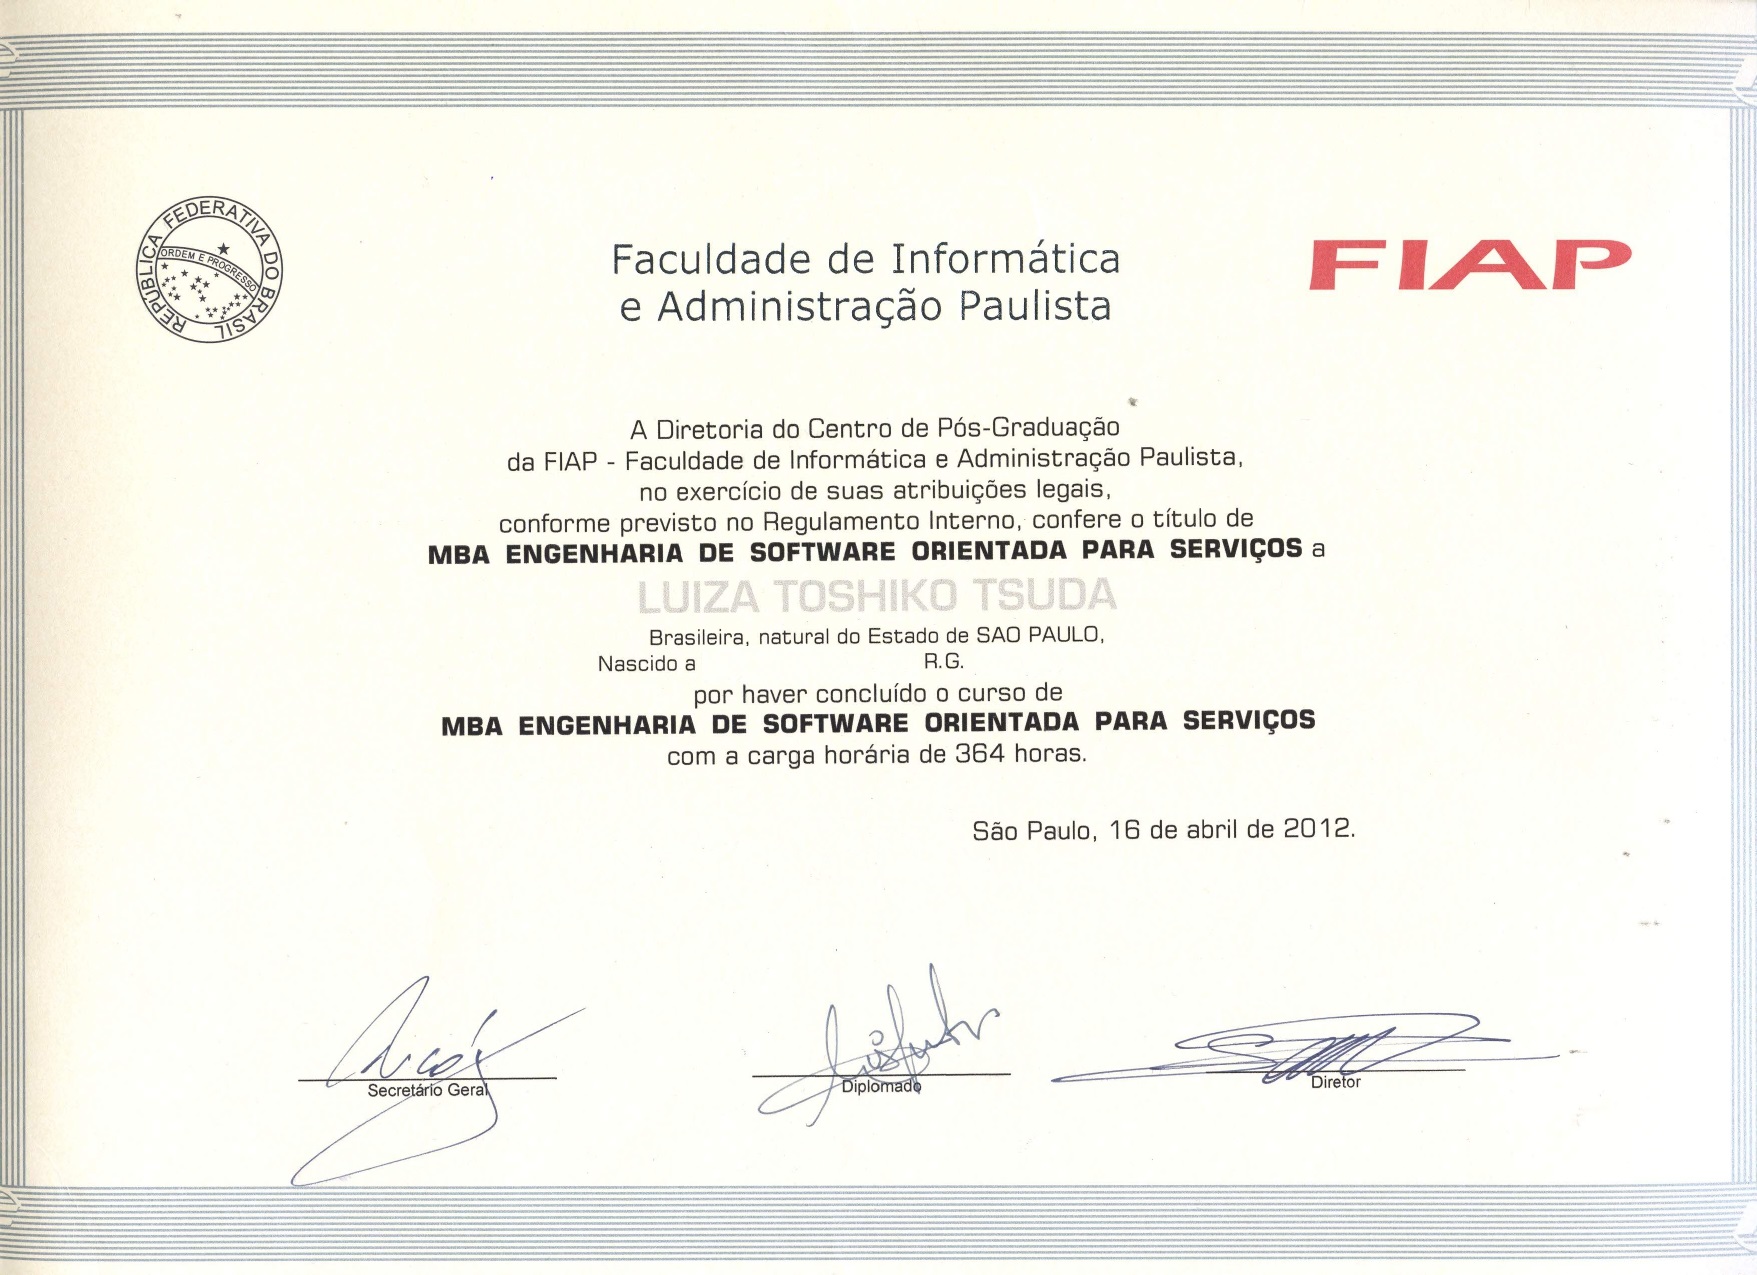 REPÚBLICA FEDERATIVA DO BRASIL
ORDEM E PROGRESSO
Faculdade de Informática
e Administração Paulista
FIAP
A Diretoria do Centro de Pós-Graduação
da FIAP - Faculdade de Informática e Administração Paulista,
no exercício de suas atribuições legais,
conforme previsto no Regulamento Interno, confere o título de
MBA ENGENHARIA DE SOFTWARE ORIENTADA PARA SERVIÇOS a
LUIZA TOSHIKO TSUDA
Brasileira, natural do Estado de SAO PAULO,
Nascido a R.G.
por haver concluído o curso de
MBA ENGENHARIA DE SOFTWARE ORIENTADA PARA SERVIÇOS
com a carga horária de 364 horas.
São Paulo, 16 de abril de 2012.
Secretário Geral
Diplomado
Diretor